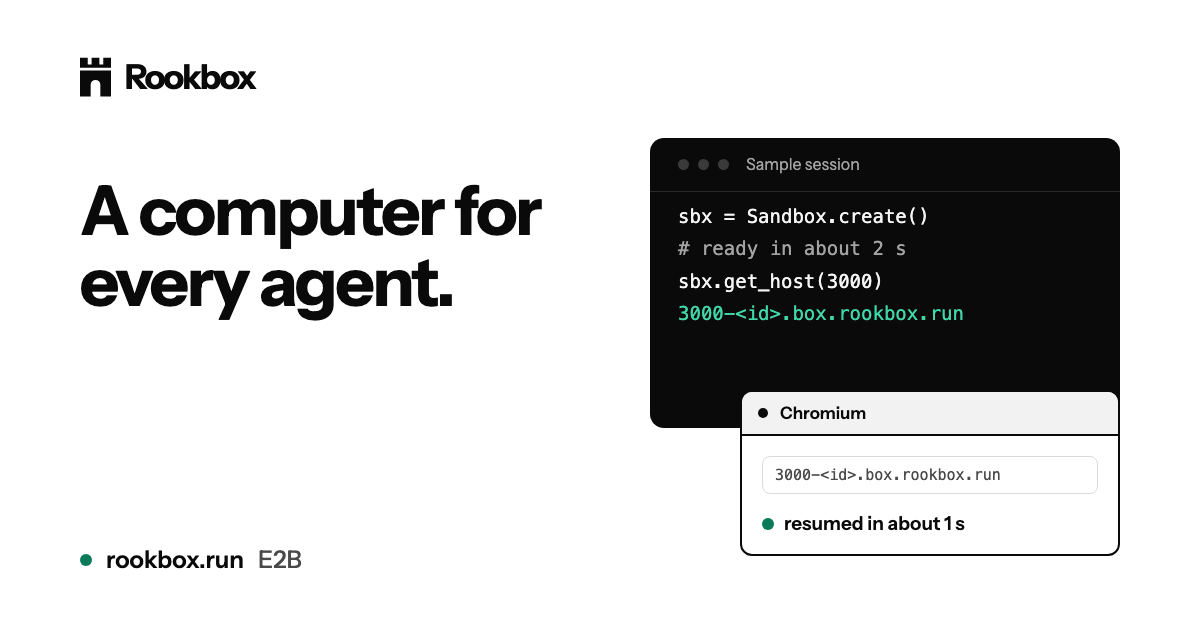 Rookbox
A computer for
every agent.
Sample session
sbx = Sandbox.create()
# ready in about 2 s
sbx.get_host(3000)
3000-<id>.box.rookbox.run
Chromium
3000-<id>.box.rookbox.run
resumed in about 1 s
rookbox.run E2B